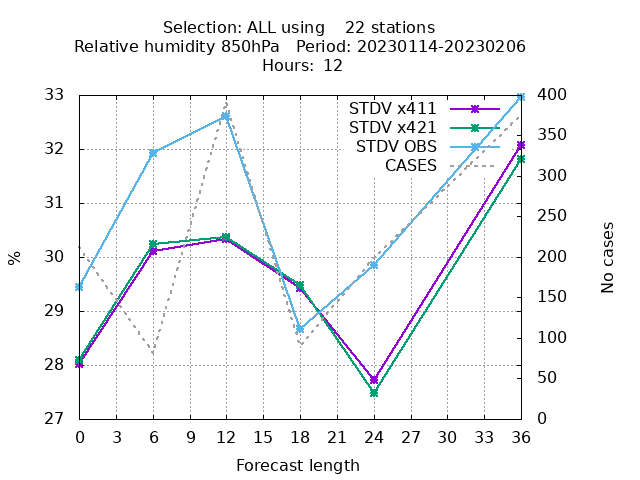 Selection: ALL using    22 stations
Relative humidity 850hPa   Period: 20230114-20230206
Hours:  12
STDV x411
STDV x421
STDV OBS
CASES
33
32
31
30
29
28
27
%
400
350
300
250
200
150
100
50
0
No cases
0 3 6 9 12 15 18 21 24 27 30 33 36
Forecast length